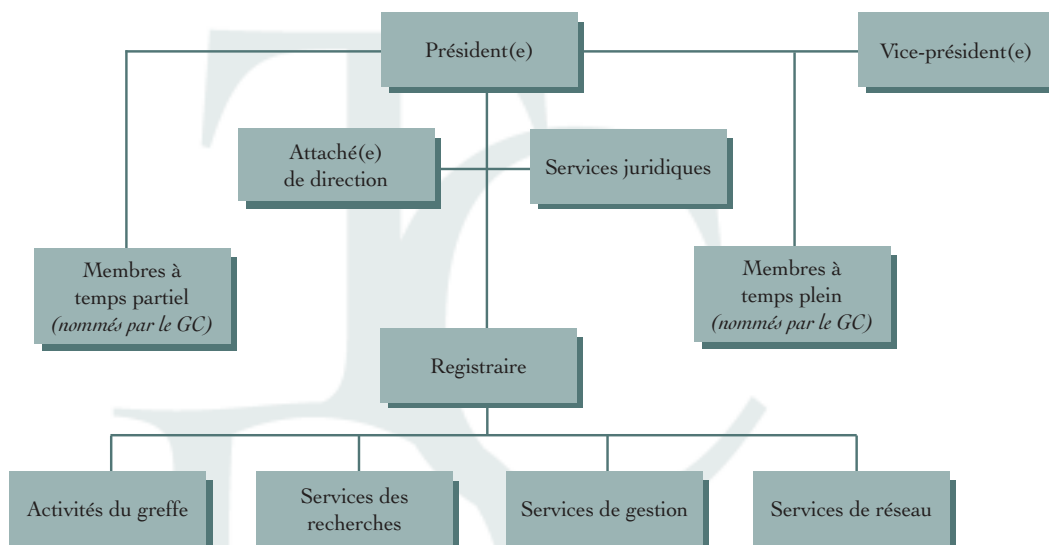 Président(e)
Vice-président(e)
Attaché(e)
de direction
Services juridiques
Membres à
temps partiel
(nommés par le GC)
Membres à
temps plein
(nommés par le GC)
Registraire
Activités du greffe
Services des
recherches
Services de gestion
Services de réseau